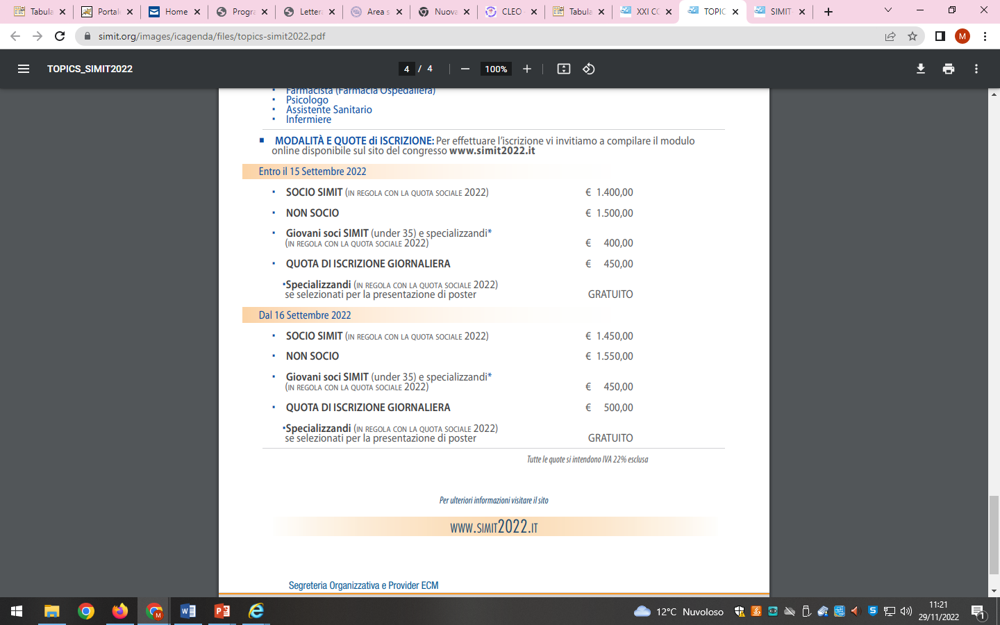 Tabula
Portale
Home
Progra
Lettera
Area s
Nuova
CLEO
Tabula
XXI CO
TOPIC
SIMIT
simit.org/images/icagenda/files/topics-simit2022.pdf
M
TOPICS_SIMIT2022
4 / 4
100%
• Farmacista (Farmacia Ospedaliera)
• Psicologo
• Assistente Sanitario
• Infermiere
■ MODALITÀ E QUOTE di ISCRIZIONE: Per effettuare l’iscrizione vi invitiamo a compilare il modulo
online disponibile sul sito del congresso www.simit2022.it
Entro il 15 Settembre 2022
• SOCIO SIMIT (IN REGOLA CON LA QUOTA SOCIALE 2022) € 1.400,00
• NON SOCIO € 1.500,00
• Giovani soci SIMIT (under 35) e specializzandi*
(IN REGOLA CON LA QUOTA SOCIALE 2022) € 400,00
• QUOTA DI ISCRIZIONE GIORNALIERA € 450,00
•Specializzandi (IN REGOLA CON LA QUOTA SOCIALE 2022)
se selezionati per la presentazione di poster GRATUITO
Dal 16 Settembre 2022
• SOCIO SIMIT (IN REGOLA CON LA QUOTA SOCIALE 2022) € 1.450,00
• NON SOCIO € 1.550,00
• Giovani soci SIMIT (under 35) e specializzandi*
(IN REGOLA CON LA QUOTA SOCIALE 2022) € 450,00
• QUOTA DI ISCRIZIONE GIORNALIERA € 500,00
•Specializzandi (IN REGOLA CON LA QUOTA SOCIALE 2022)
se selezionati per la presentazione di poster GRATUITO
Tutte le quote si intendono IVA 22% esclusa
Per ulteriori informazioni visitare il sito
WWW.SIMIT2022.IT
Segreteria Organizzativa e Provider ECM
12°C Nuvoloso
11:21
29/11/2022
1